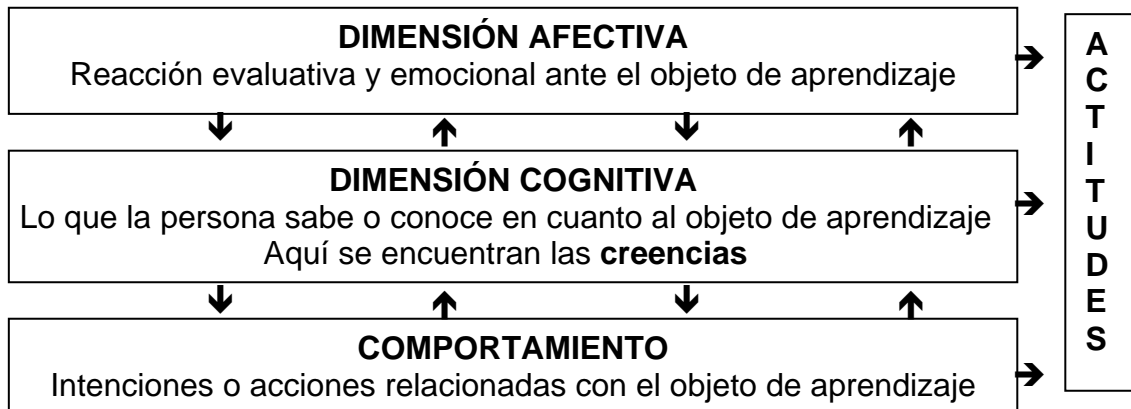 DIMENSIÓN AFECTIVA
Reacción evaluativa y emocional ante el objeto de aprendizaje
DIMENSIÓN COGNITIVA
Lo que la persona sabe o conoce en cuanto al objeto de aprendizaje
Aquí se encuentran las creencias
COMPORTAMIENTO
Intenciones o acciones relacionadas con el objeto de aprendizaje
A
C
T
I
T
U
D
E
S